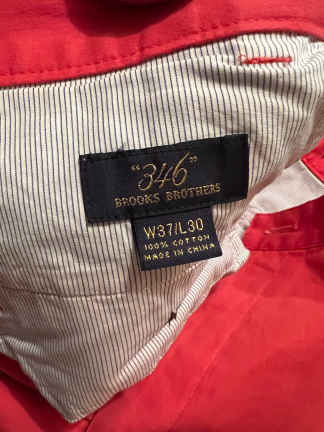 "346"
BROOKS BROTHERS
W37/L30
100% COTTON
MADE IN CHINA